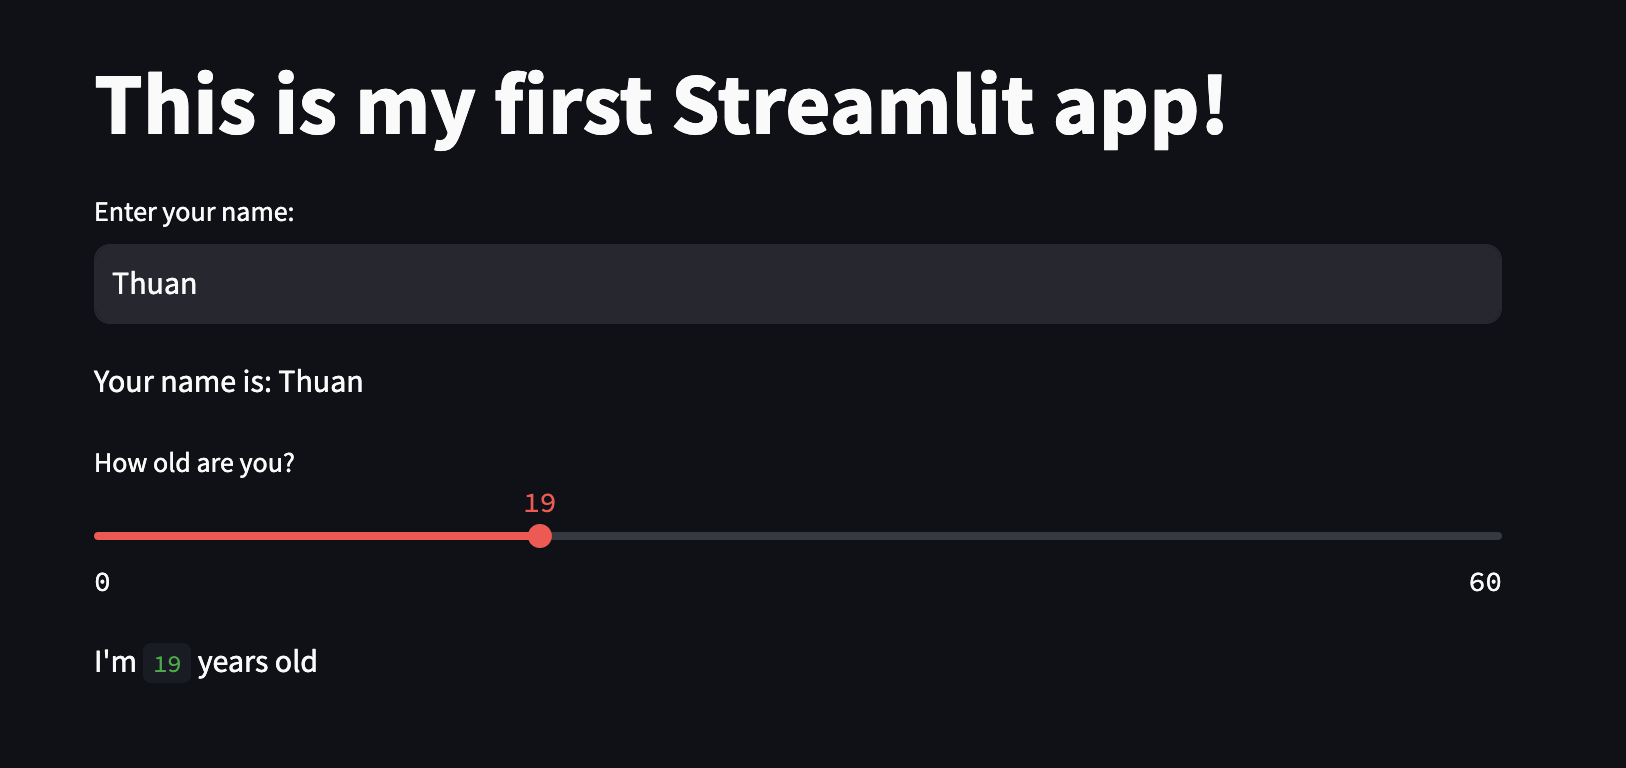 This is my first Streamlit app!
Enter your name:
Thuan
Your name is: Thuan
How old are you?
19
0 60
I'm 19 years old